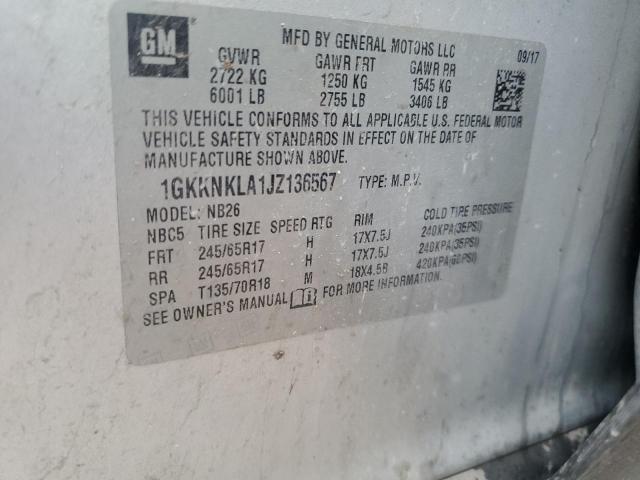 GM
MFD BY GENERAL MOTORS LLC 09/17
GVWR GAWR FRT GAWR RR
2722 KG 1250 KG 1545 KG
6001 LB 2755 LB 3406 LB
THIS VEHICLE CONFORMS TO ALL APPLICABLE U.S. FEDERAL MOTOR
VEHICLE SAFETY STANDARDS IN EFFECT ON THE DATE OF
MANUFACTURE SHOWN ABOVE.
1GKKNKLA1JZ136567 TYPE: M.P.V.
MODEL: NB26
NBC5 TIRE SIZE SPEED RTG RIM COLD TIRE PRESSURE
FRT 245/65R17 H 17X7.5J 240KPA(35PSI)
RR 245/65R17 H 17X7.5J 240KPA(35PSI)
SPA T135/70R18 M 18X4.5B 420KPA(60PSI)
SEE OWNER'S MANUAL FOR MORE INFORMATION.